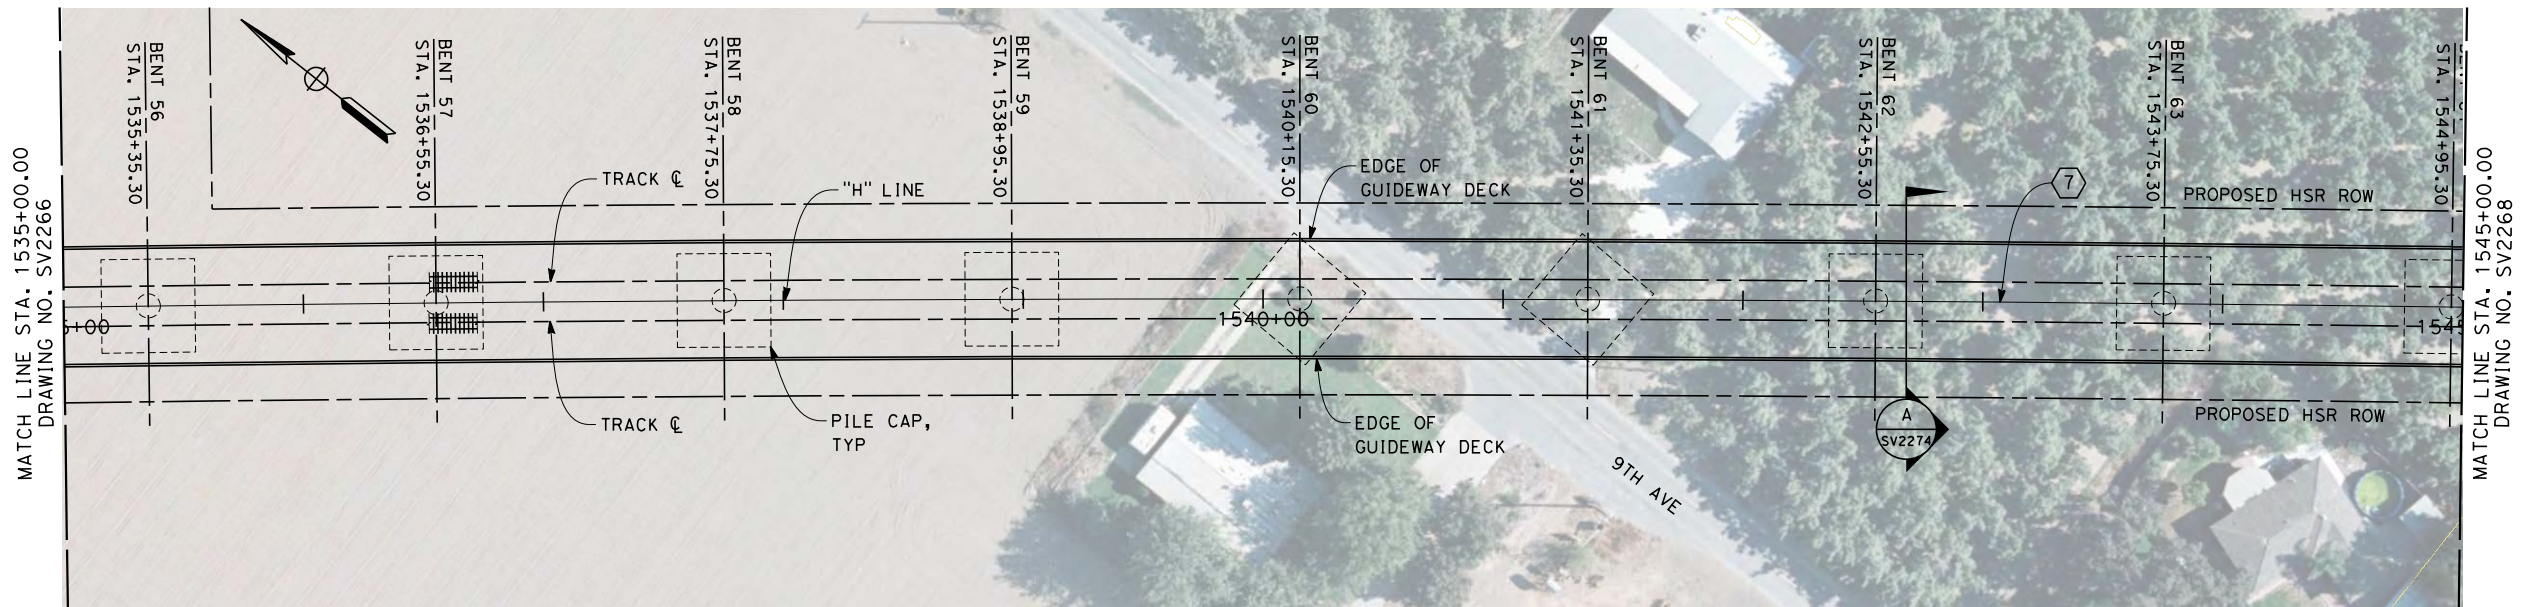 MATCH LINE STA. 1535+00.00
DRAWING NO. SV2266
BENT 56
STA. 1535+35.30
BENT 57
STA. 1536+55.30
BENT 58
STA. 1537+75.30
BENT 59
STA. 1538+95.30
BENT 60
STA. 1540+15.30
BENT 61
STA. 1541+35.30
BENT 62
STA. 1542+55.30
BENT 63
STA. 1543+75.30
STA. 1544+95.30
TRACK ℄
"H" LINE
EDGE OF
GUIDEWAY DECK
7
PROPOSED HSR ROW
5+00
1540+00
1545
TRACK ℄
PILE CAP,
TYP
EDGE OF
GUIDEWAY DECK
9TH AVE
A
SV2274
PROPOSED HSR ROW
MATCH LINE STA. 1545+00.00
DRAWING NO. SV2268